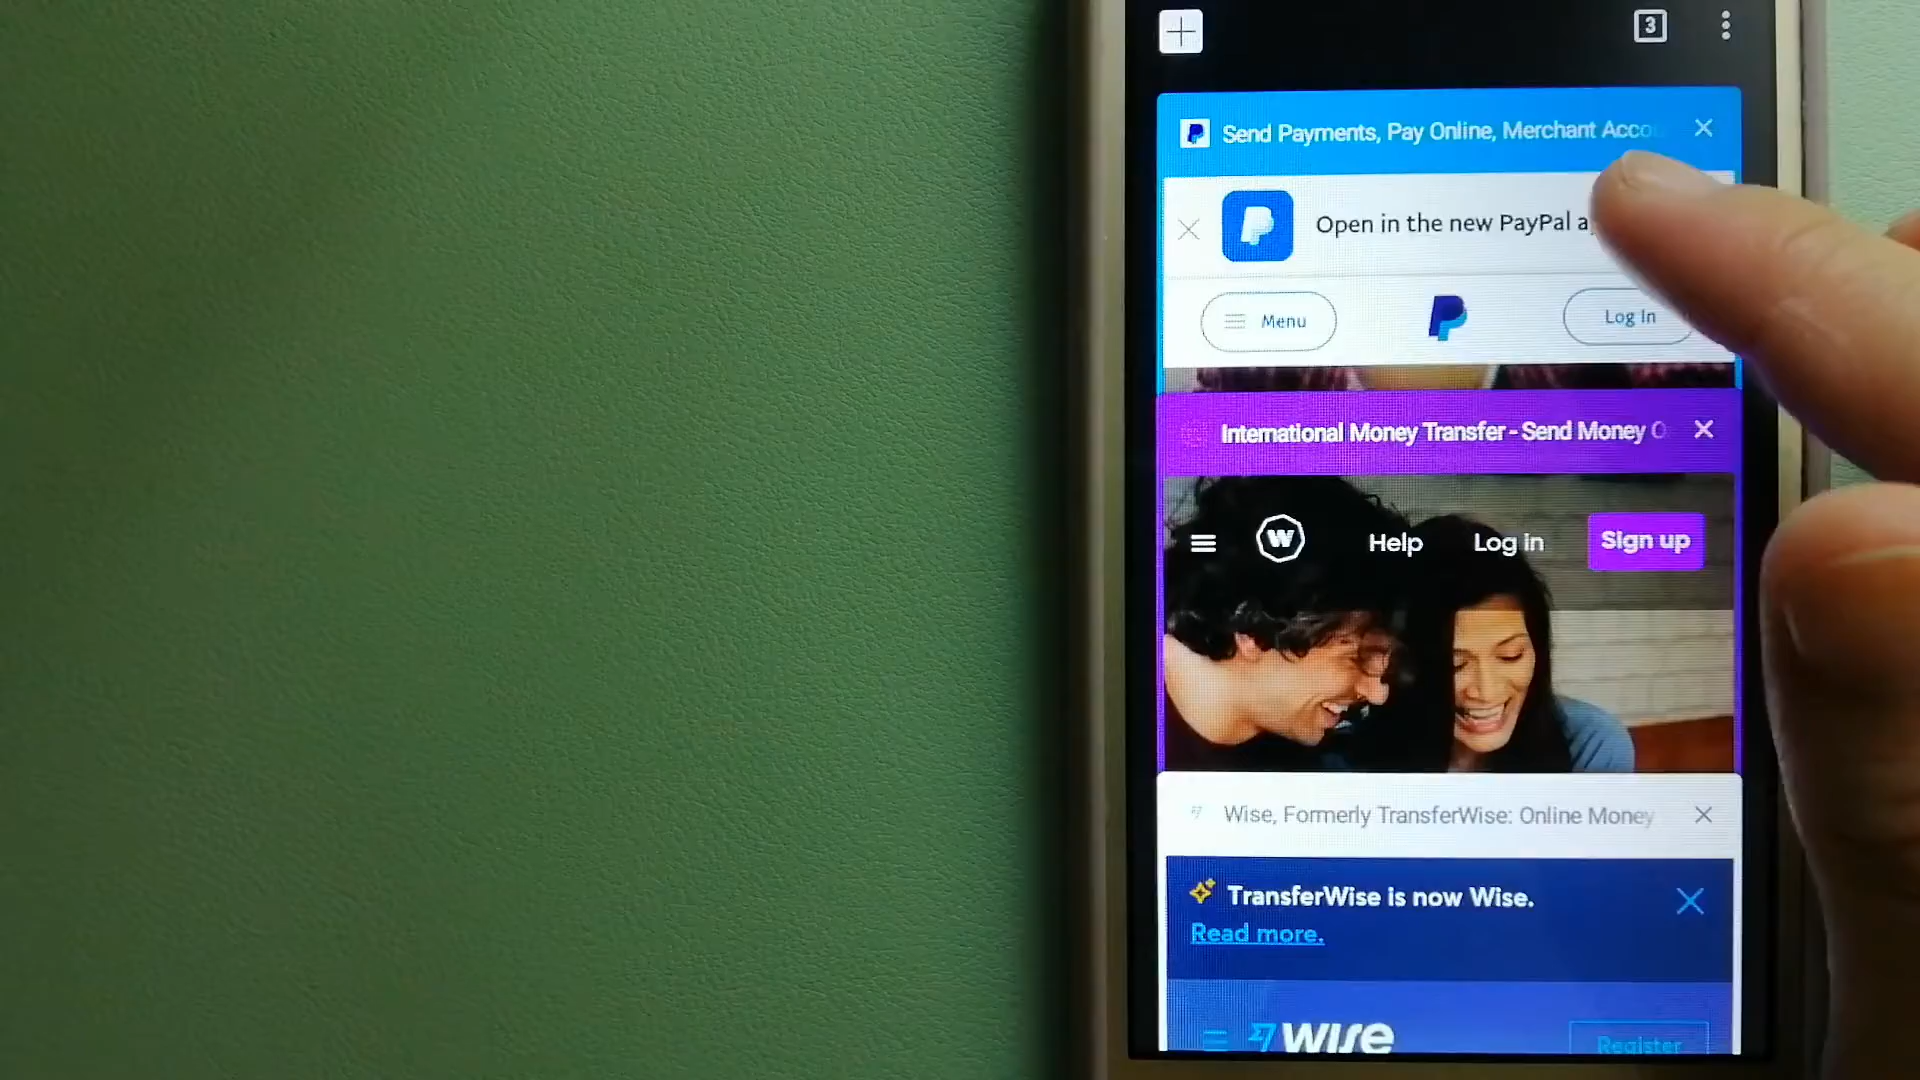 3
Send Payments, Pay Online, Merchant
Open in the new PayPal
Menu
Log In
International Money Transfer - Send Money
W
Help
Log in
Sign up
Wise, Formerly TransferWise: Online Money
TransferWise is now Wise.
Read more.
wise
Register